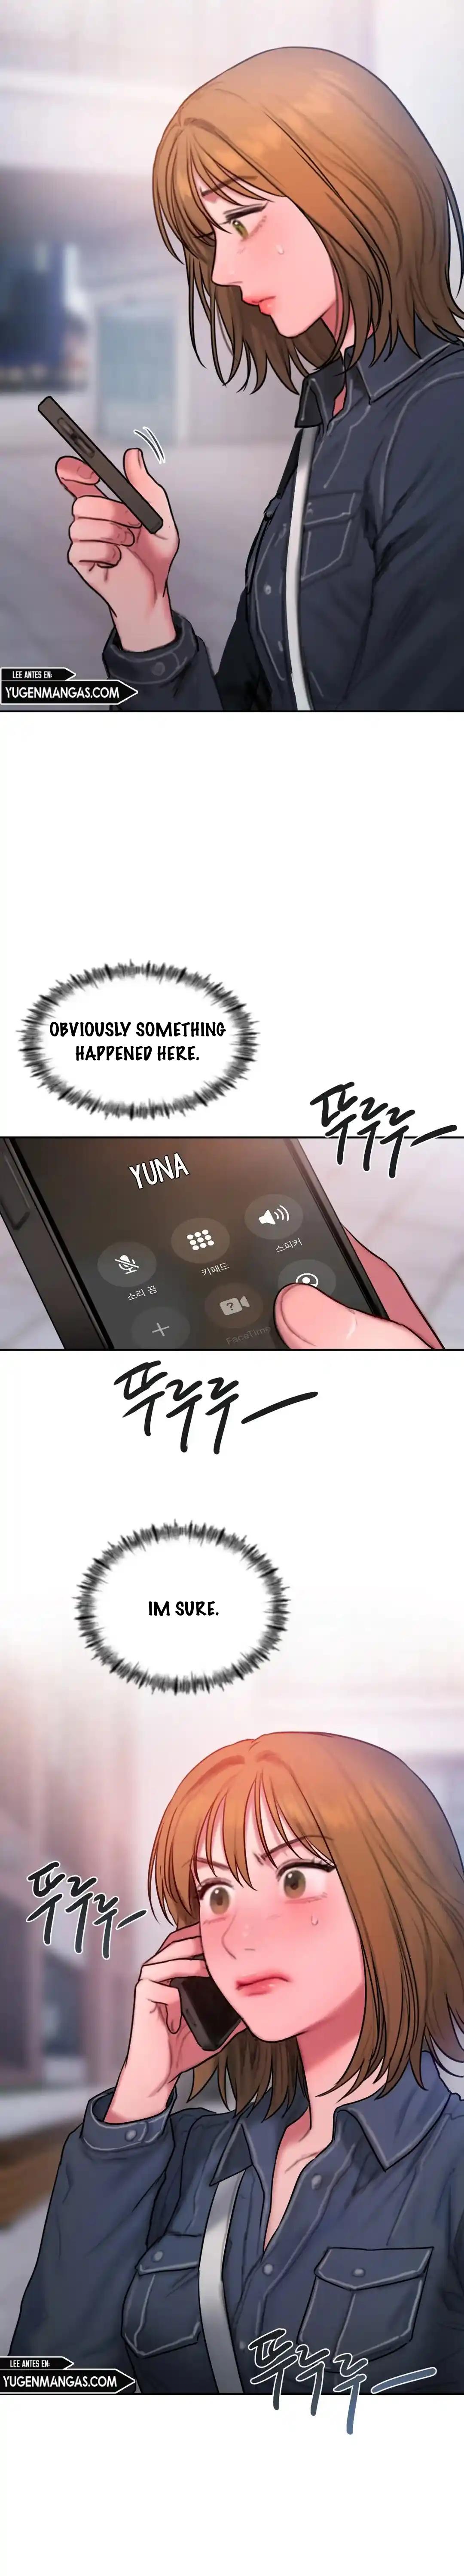 LEE ANTES EN:
YUGENMANGAS.COM
OBVIOUSLY SOMETHING
HAPPENED HERE.
뚜루루—
YUNA
스피커
키패드
소리 끔
FaceTime
뚜루루—
IM SURE.
뚜루루—
뚜루루—
LEE ANTES EN:
YUGENMANGAS.COM